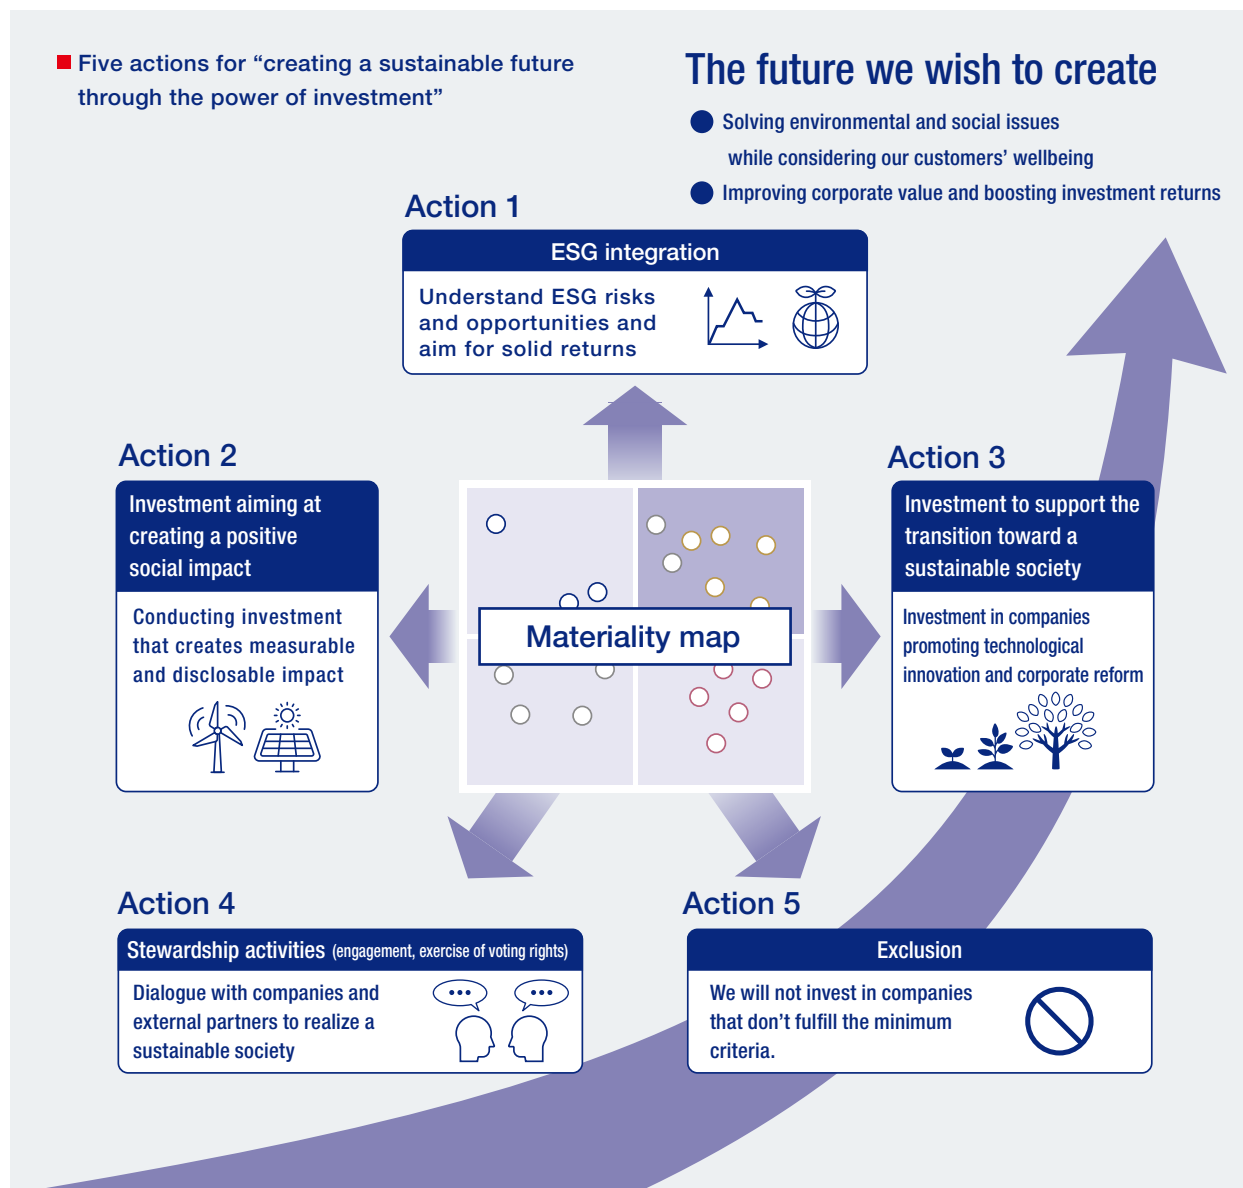 Five actions for “creating a sustainable future
through the power of investment”
The future we wish to create
Solving environmental and social issues
while considering our customers’ wellbeing
Improving corporate value and boosting investment returns
Action 1
ESG integration
Understand ESG risks
and opportunities and
aim for solid returns
Action 2
Investment aiming at
creating a positive
social impact
Conducting investment
that creates measurable
and disclosable impact
Materiality map
Action 3
Investment to support the
transition toward a
sustainable society
Investment in companies
promoting technological
innovation and corporate reform
Action 4
Stewardship activities (engagement, exercise of voting rights)
Dialogue with companies and
external partners to realize a
sustainable society
Action 5
Exclusion
We will not invest in companies
that don’t fulfill the minimum
criteria.